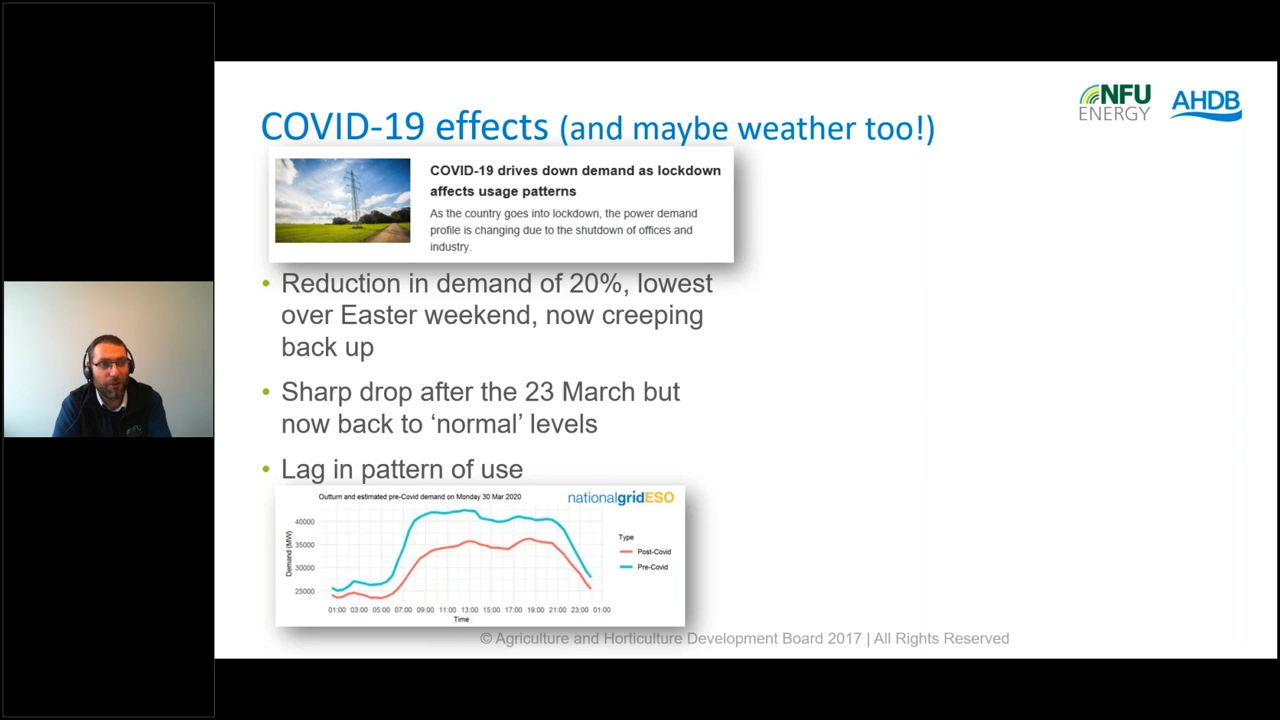 NFU
ENERGY
AHDB
COVID-19 effects (and maybe weather too!)
COVID-19 drives down demand as lockdown
affects usage patterns
As the country goes into lockdown, the power demand
profile is changing due to the shutdown of offices and
industry.
• Reduction in demand of 20%, lowest
over Easter weekend, now creeping
back up
• Sharp drop after the 23 March but
now back to ‘normal’ levels
• Lag in pattern of use
Outturn and estimated pre-Covid demand on Monday 30 Mar 2020
nationalgridESO
Demand (MW)
40000
35000
30000
25000
01:00 03:00 05:00 07:00 09:00 11:00 13:00 15:00 17:00 19:00 21:00 23:00 01:00
Time
Type
Post-Covid
Pre-Covid
© Agriculture and Horticulture Development Board 2017 | All Rights Reserved
NFU